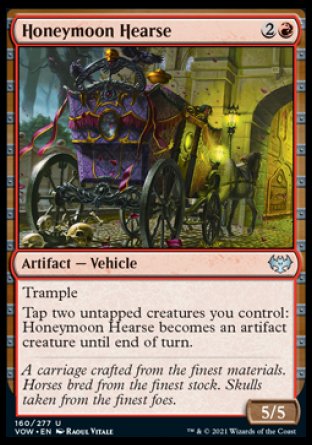 Honeymoon Hearse 2
Artifact — Vehicle
Trample
Tap two untapped creatures you control:
Honeymoon Hearse becomes an artifact
creature until end of turn.
A carriage crafted from the finest materials.
Horses bred from the finest stock. Skulls
taken from the finest foes.
5/5
160/277 U
VOW • EN Raoul Vitale
™ & © 2021 Wizards of the Coast